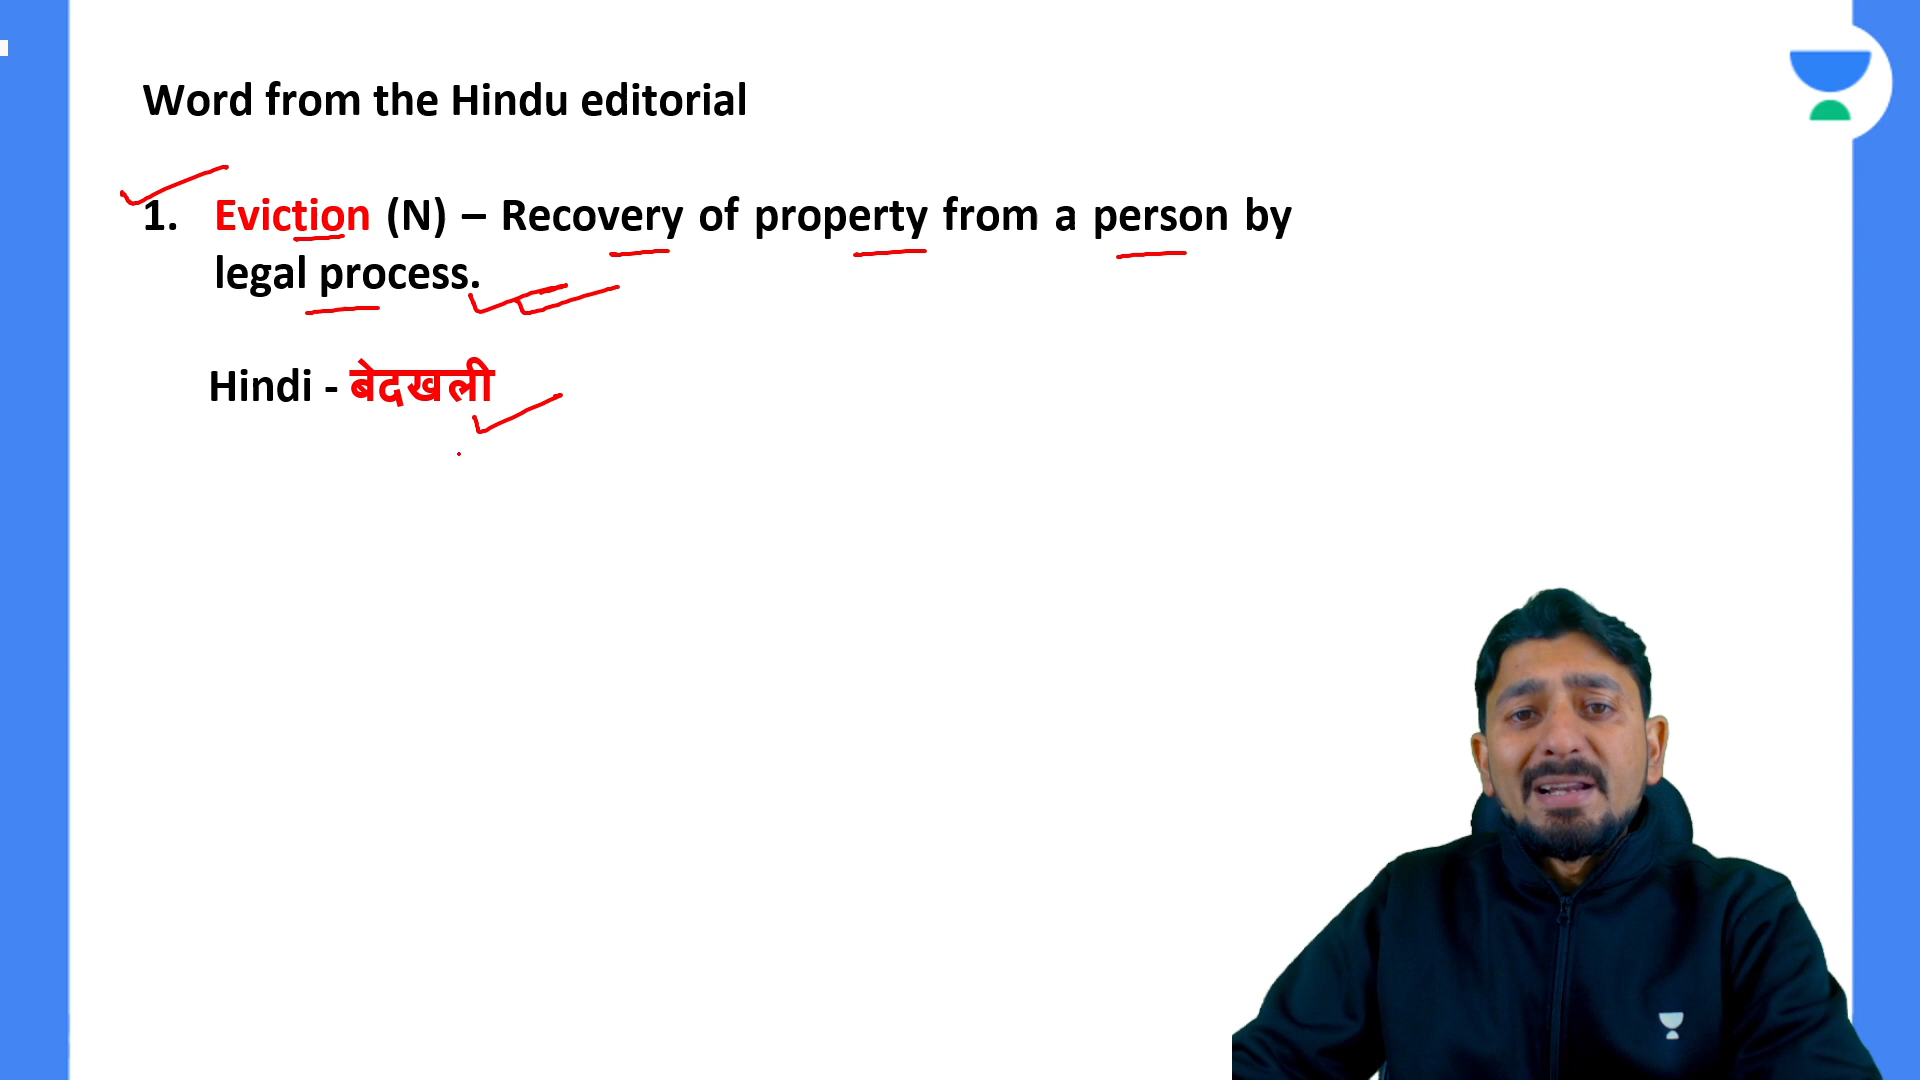 Word from the Hindu editorial
1. Eviction (N) – Recovery of property from a person by
legal process.
Hindi - बेदखली